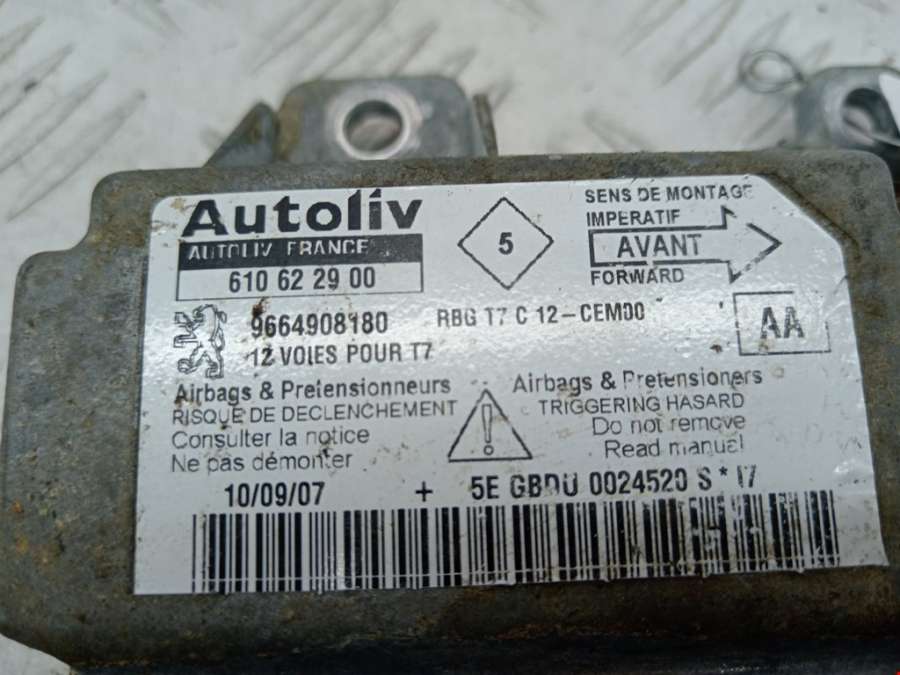 Autoliv
AUTOLIV FRANCE
610 62 29 00
5
SENS DE MONTAGE
IMPERATIF
AVANT
FORWARD
9664908180
RBG T7 C 12-CEM00
12 VOIES POUR T7
AA
Airbags & Pretensionneurs
RISQUE DE DECLENCHEMENT
Consulter la notice
Ne pas démonter
!
Airbags & Pretensioners
TRIGGERING HASARD
Do not remove
Read manual
10/09/07 + 5E GBDU 0024520 S *